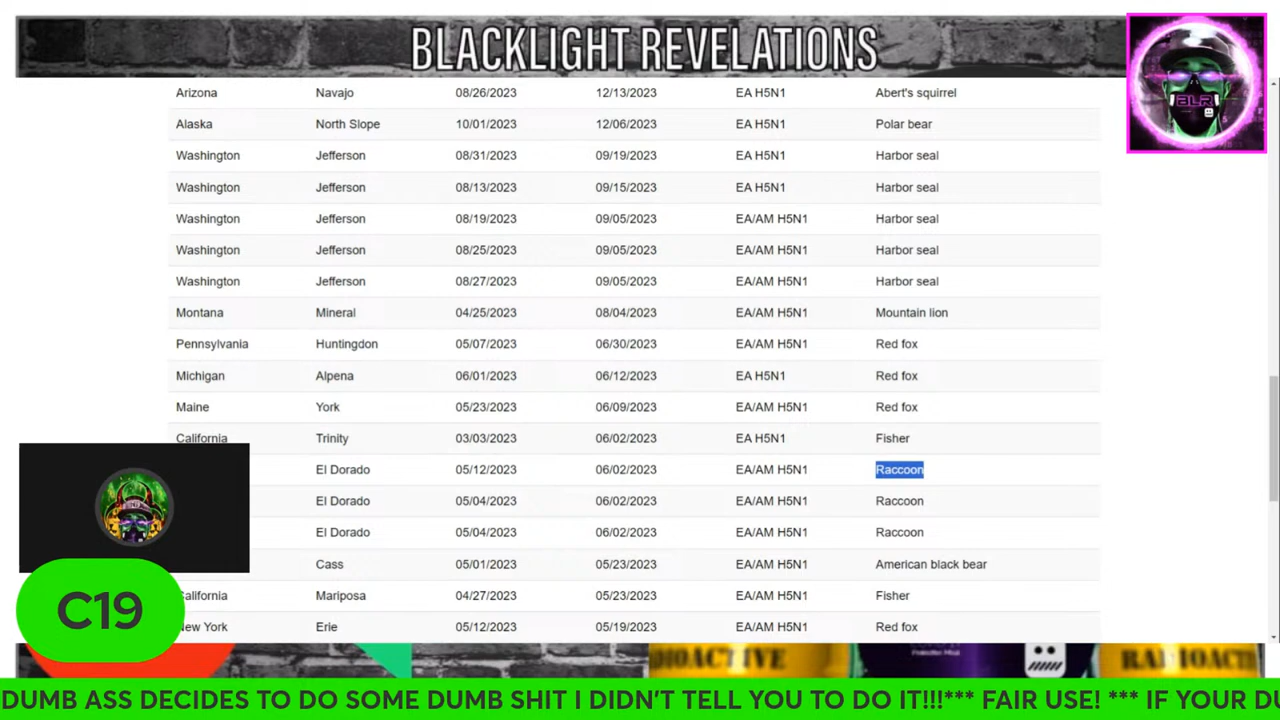 BLACKLIGHT REVELATIONS
BLR
Arizona Navajo 08/26/2023 12/13/2023 EA H5N1 Abert's squirrel
Alaska North Slope 10/01/2023 12/06/2023 EA H5N1 Polar bear
Washington Jefferson 08/31/2023 09/19/2023 EA H5N1 Harbor seal
Washington Jefferson 08/13/2023 09/15/2023 EA H5N1 Harbor seal
Washington Jefferson 08/19/2023 09/05/2023 EA/AM H5N1 Harbor seal
Washington Jefferson 08/25/2023 09/05/2023 EA/AM H5N1 Harbor seal
Washington Jefferson 08/27/2023 09/05/2023 EA/AM H5N1 Harbor seal
Montana Mineral 04/25/2023 08/04/2023 EA/AM H5N1 Mountain lion
Pennsylvania Huntingdon 05/07/2023 06/30/2023 EA/AM H5N1 Red fox
Michigan Alpena 06/01/2023 06/12/2023 EA H5N1 Red fox
Maine York 05/23/2023 06/09/2023 EA/AM H5N1 Red fox
California Trinity 03/03/2023 06/02/2023 EA H5N1 Fisher
El Dorado 05/12/2023 06/02/2023 EA/AM H5N1 Raccoon
El Dorado 05/04/2023 06/02/2023 EA/AM H5N1 Raccoon
El Dorado 05/04/2023 06/02/2023 EA/AM H5N1 Raccoon
Cass 05/01/2023 05/23/2023 EA/AM H5N1 American black bear
California Mariposa 04/27/2023 05/23/2023 EA/AM H5N1 Fisher
New York Erie 05/12/2023 05/19/2023 EA/AM H5N1 Red fox
C19
DUMB ASS DECIDES TO DO SOME DUMB SHIT I DIDN'T TELL YOU TO DO IT!!!*** FAIR USE! *** IF YOUR DU